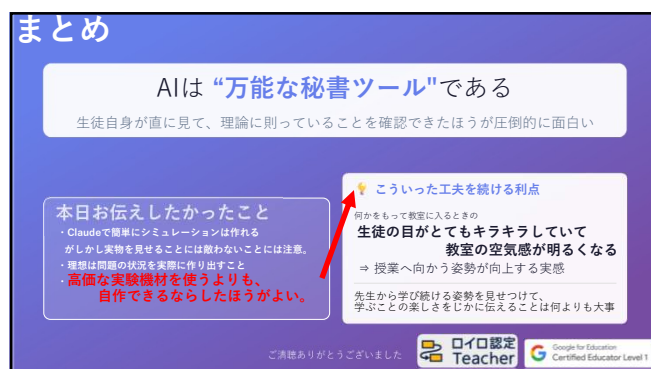 まとめ
AIは “万能な秘書ツール"である
生徒自身が直に見て、理論に則っていることを確認できたほうが圧倒的に面白い
本日お伝えしたかったこと
・Claudeで簡単にシミュレーションは作れる
がしかし実物を見せることには敵わないことには注意。
・理想は問題の状況を実際に作り出すこと
・高価な実験機材を使うよりも、
自作できるならしたほうがよい。
こういった工夫を続ける利点
何かをもって教室に入るときの
生徒の目がとてもキラキラしていて
教室の空気感が明るくなる
⇒ 授業へ向かう姿勢が向上する実感
先生から学び続ける姿勢を見せつけて、
学ぶことの楽しさをじかに伝えることは何よりも大事
ご清聴ありがとうございました
ロイロ認定
Teacher
Google for Education
Certified Educator Level 1